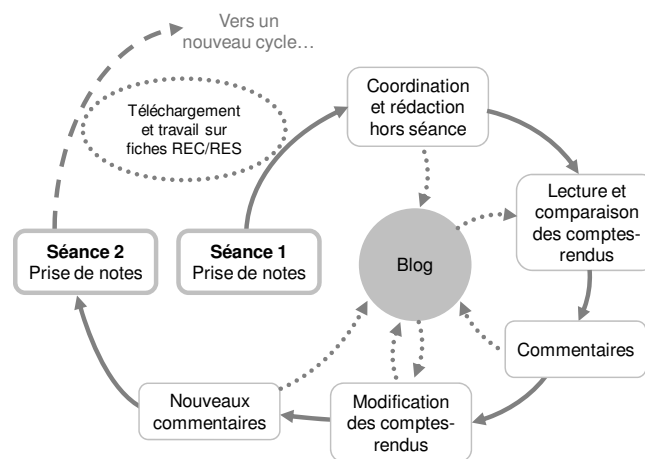 Vers un
nouveau cycle…
Téléchargement
et travail sur
fiches REC/RES
Coordination
et rédaction
hors séance
Lecture et
comparaison
des comptes-
rendus
Séance 2
Prise de notes
Séance 1
Prise de notes
Blog
Commentaires
Nouveaux
commentaires
Modification
des comptes-
rendus